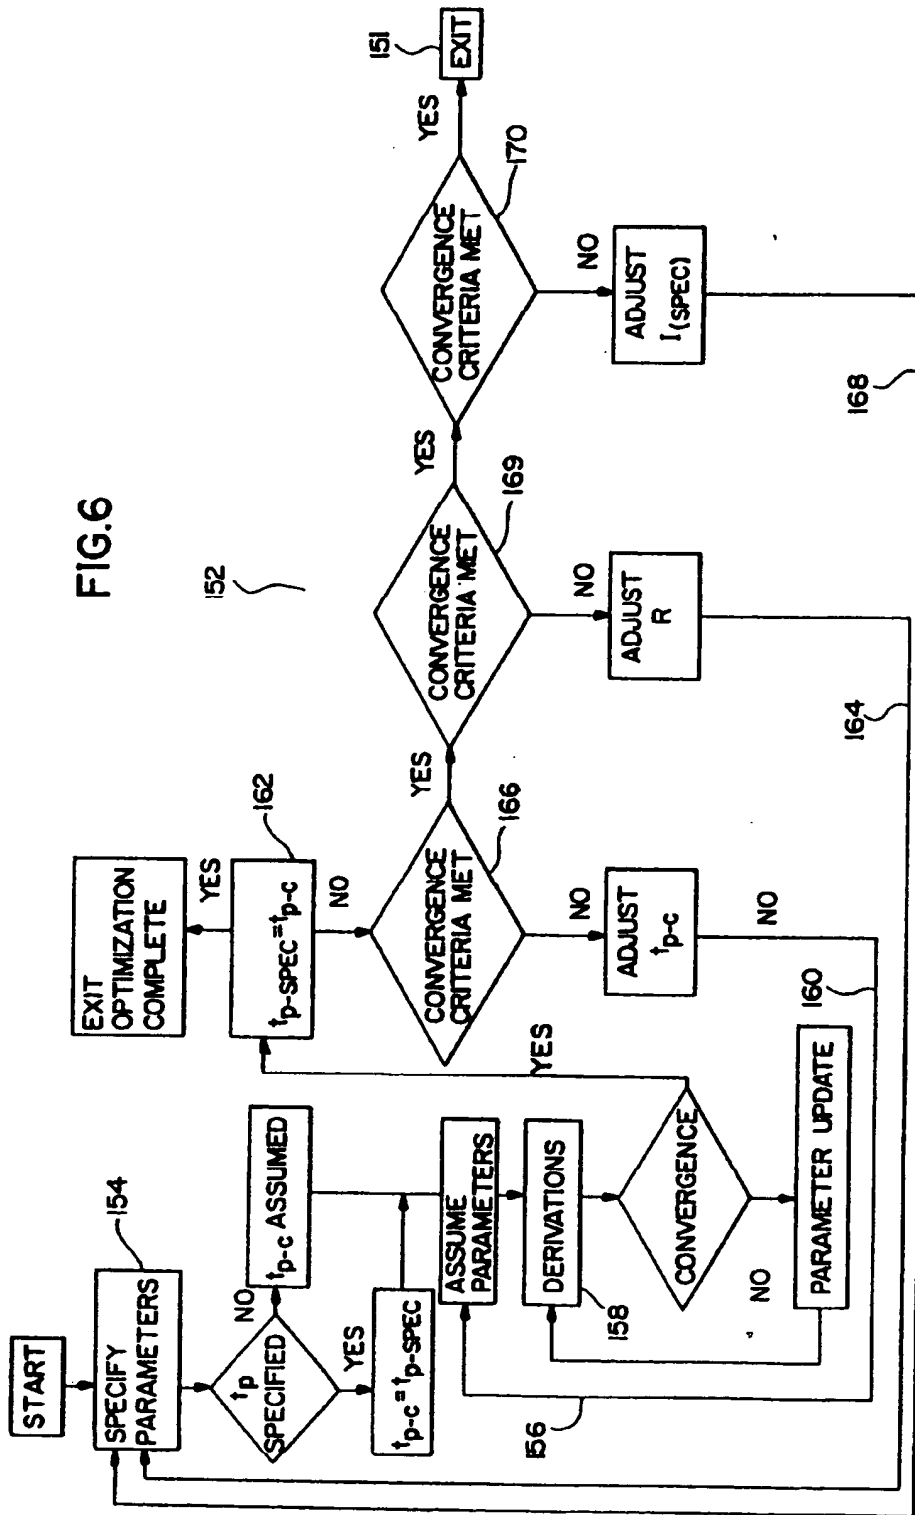 FIG.6
152
START
SPECIFY
PARAMETERS
154
tp
SPECIFIED
NO
tp-c ASSUMED
YES
tp-c = tp-SPEC
ASSUME
PARAMETERS
156
DERIVATIONS
158
CONVERGENCE
NO
PARAMETER UPDATE
YES
160
EXIT
OPTIMIZATION
COMPLETE
YES
tp-SPEC = tp-c
162
NO
CONVERGENCE
CRITERIA MET
166
NO
ADJUST
tp-c
NO
YES
CONVERGENCE
CRITERIA MET
169
NO
ADJUST
R
164
YES
CONVERGENCE
CRITERIA MET
170
NO
ADJUST
I(SPEC)
168
YES
EXIT
151